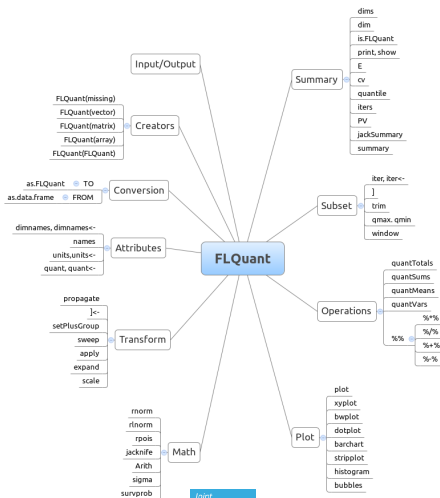 dims
dim
is.FLQuant
print, show
E
cv
quantile
iters
PV
jackSummary
summary
Summary
Input/Output
FLQuant(missing)
FLQuant(vector)
FLQuant(matrix)
FLQuant(array)
FLQuant(FLQuant)
Creators
as.FLQuant
TO
as.data.frame
FROM
Conversion
iter, iter<-
]
trim
qmax. qmin
window
Subset
dimnames, dimnames<-
names
units,units<-
quant, quant<-
Attributes
FLQuant
quantTotals
quantSums
quantMeans
quantVars
%%
%*%
%/%
%+%
%-%
Operations
propagate
]<-
setPlusGroup
sweep
apply
expand
scale
Transform
plot
xyplot
bwplot
dotplot
barchart
stripplot
histogram
bubbles
Plot
rnorm
rlnorm
rpois
jacknife
Arith
sigma
survprob
Math
Joint